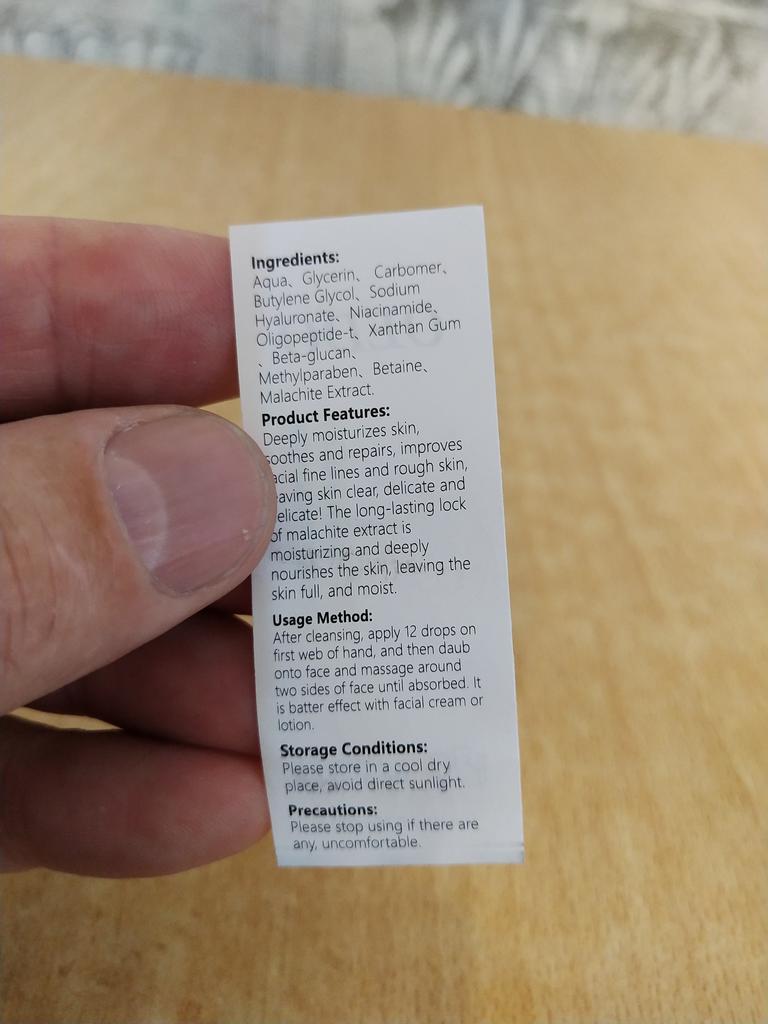 Ingredients:
Aqua、Glycerin、 Carbomer、
Butylene Glycol、Sodium
Hyaluronate、Niacinamide、
Oligopeptide-t、Xanthan Gum
、Beta-glucan、
Methylparaben、Betaine、
Malachite Extract.
Product Features:
Deeply moisturizes skin,
soothes and repairs, improves
acial fine lines and rough skin,
eaving skin clear, delicate and
elicate! The long-lasting lock
of malachite extract is
moisturizing and deeply
nourishes the skin, leaving the
skin full, and moist.
Usage Method:
After cleansing, apply 12 drops on
first web of hand, and then daub
onto face and massage around
two sides of face until absorbed. It
is batter effect with facial cream or
lotion.
Storage Conditions:
Please store in a cool dry
place, avoid direct sunlight.
Precautions:
Please stop using if there are
any, uncomfortable.